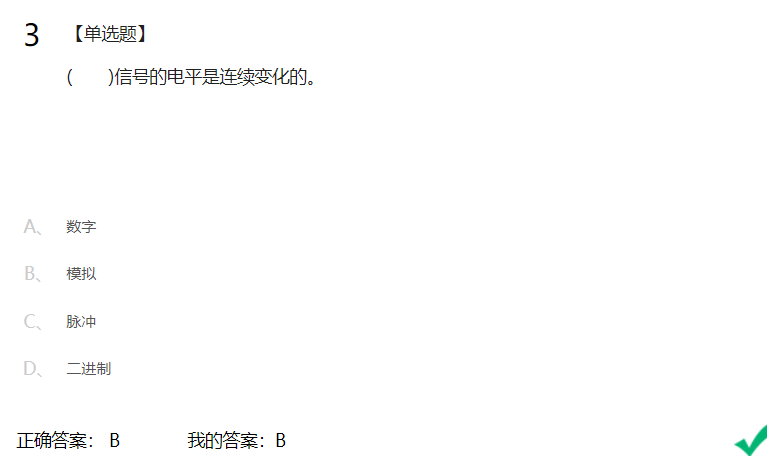 3 【单选题】
(　　)信号的电平是连续变化的。
A、 数字
B、 模拟
C、 脉冲
D、 二进制
正确答案： B 我的答案：B